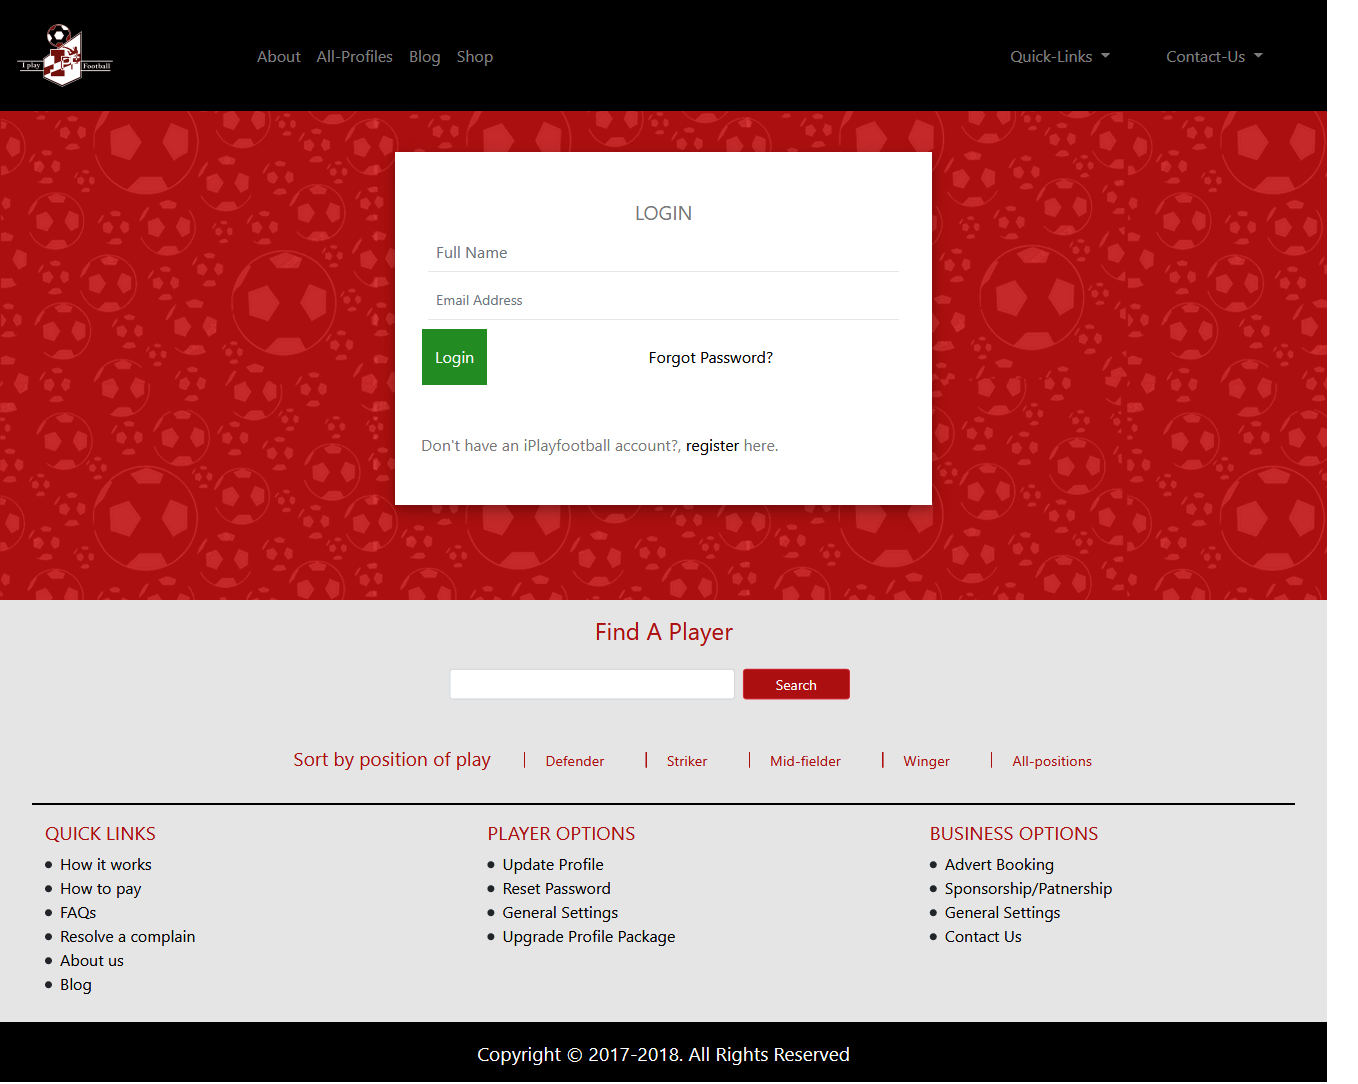 I play Football
About All-Profiles Blog Shop Quick-Links Contact-Us
LOGIN
Full Name
Email Address
Login Forgot Password?
Don't have an iPlayfootball account?, register here.
Find A Player
Search
Sort by position of play Defender Striker Mid-fielder Winger All-positions
QUICK LINKS
How it works
How to pay
FAQs
Resolve a complain
About us
Blog
PLAYER OPTIONS
Update Profile
Reset Password
General Settings
Upgrade Profile Package
BUSINESS OPTIONS
Advert Booking
Sponsorship/Patnership
General Settings
Contact Us
Copyright © 2017-2018. All Rights Reserved